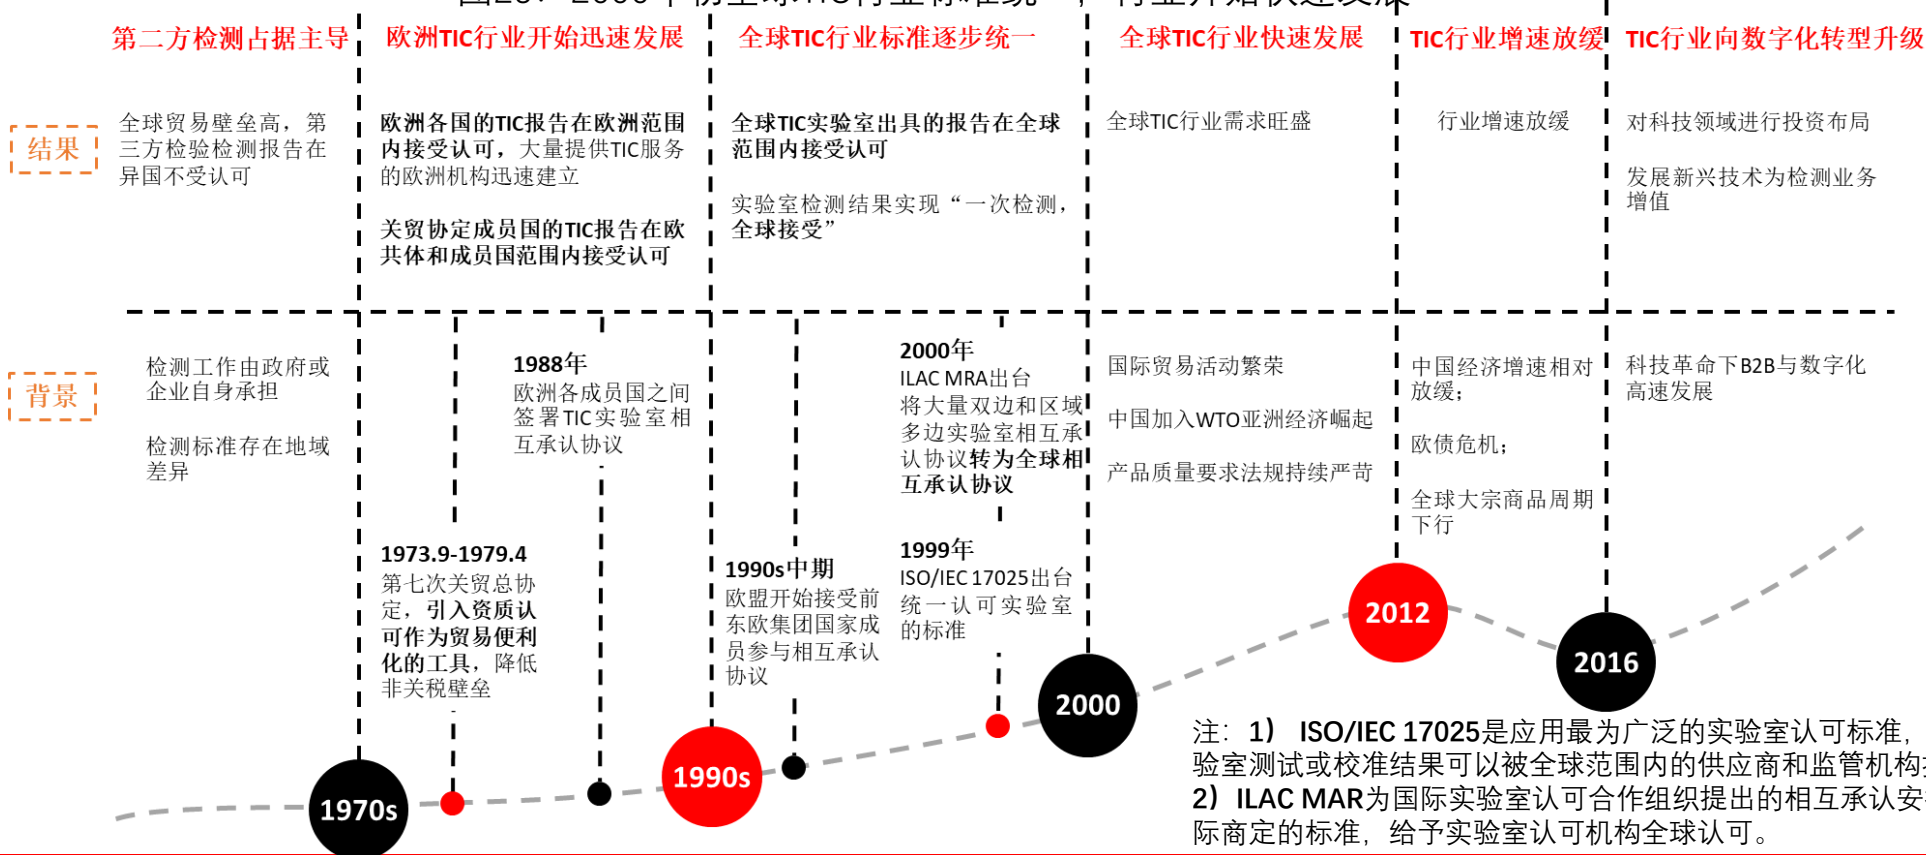 图20：2000年初全球TIC行业标准统一，行业开始快速发展
第二方检测占据主导
欧洲TIC行业开始迅速发展
全球TIC行业标准逐步统一
全球TIC行业快速发展
TIC行业增速放缓
TIC行业向数字化转型升级
结果
全球贸易壁垒高，第
三方检验检测报告在
异国不受认可
欧洲各国的TIC报告在欧洲范围
内接受认可，大量提供TIC服务
的欧洲机构迅速建立
关贸协定成员国的TIC报告在欧
共体和成员国范围内接受认可
全球TIC实验室出具的报告在全球
范围内接受认可
实验室检测结果实现“一次检测，
全球接受”
全球TIC行业需求旺盛
行业增速放缓
对科技领域进行投资布局
发展新兴技术为检测业务
增值
背景
检测工作由政府或
企业自身承担
检测标准存在地域
差异
1973.9-1979.4
第七次关贸总协
定，引入资质认
可作为贸易便利
化的工具，降低
非关税壁垒
1988年
欧洲各成员国之间
签署TIC实验室相
互承认协议
1990s中期
欧盟开始接受前
东欧集团国家成
员参与相互承认
协议
2000年
ILAC MRA出台
将大量双边和区域
多边实验室相互承
认协议转为全球相
互承认协议
1999年
ISO/IEC 17025出台
统一认可实验室
的标准
国际贸易活动繁荣
中国加入WTO亚洲经济崛起
产品质量要求法规持续严苛
中国经济增速相对
放缓；
欧债危机；
全球大宗商品周期
下行
科技革命下B2B与数字化
高速发展
1970s
1990s
2000
2012
2016
注：1） ISO/IEC 17025是应用最为广泛的实验室认可标准，
验室测试或校准结果可以被全球范围内的供应商和监管机构
2）ILAC MAR为国际实验室认可合作组织提出的相互承认安
际商定的标准，给予实验室认可机构全球认可。